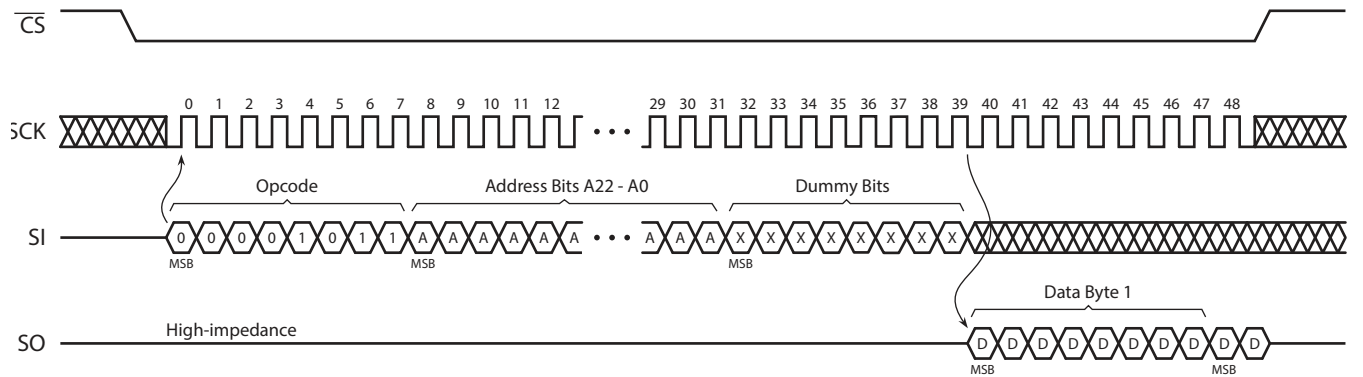 CS
0 1 2 3 4 5 6 7 8 9 10 11 12 29 30 31 32 33 34 35 36 37 38 39 40 41 42 43 44 45 46 47 48
SCK
Opcode Address Bits A22 - A0 Dummy Bits
SI 0 0 0 0 1 0 1 1 A A A A A A • • • A A A X X X X X X X X
MSB MSB MSB
Data Byte 1
High-impedance
SO D D D D D D D D D D
MSB MSB